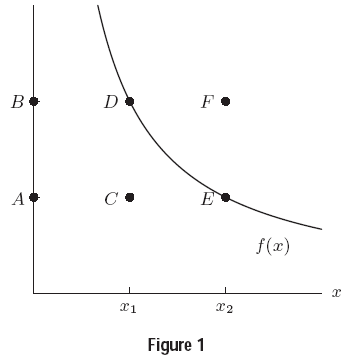 B D F
A C E
f(x)
x
x₁ x₂
Figure 1